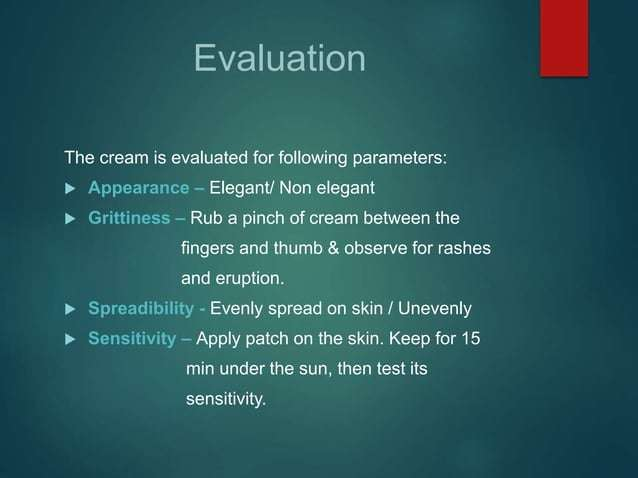 Evaluation
The cream is evaluated for following parameters:
Appearance – Elegant/ Non elegant
Grittiness – Rub a pinch of cream between the
fingers and thumb & observe for rashes
and eruption.
Spreadibility - Evenly spread on skin / Unevenly
Sensitivity – Apply patch on the skin. Keep for 15
min under the sun, then test its
sensitivity.